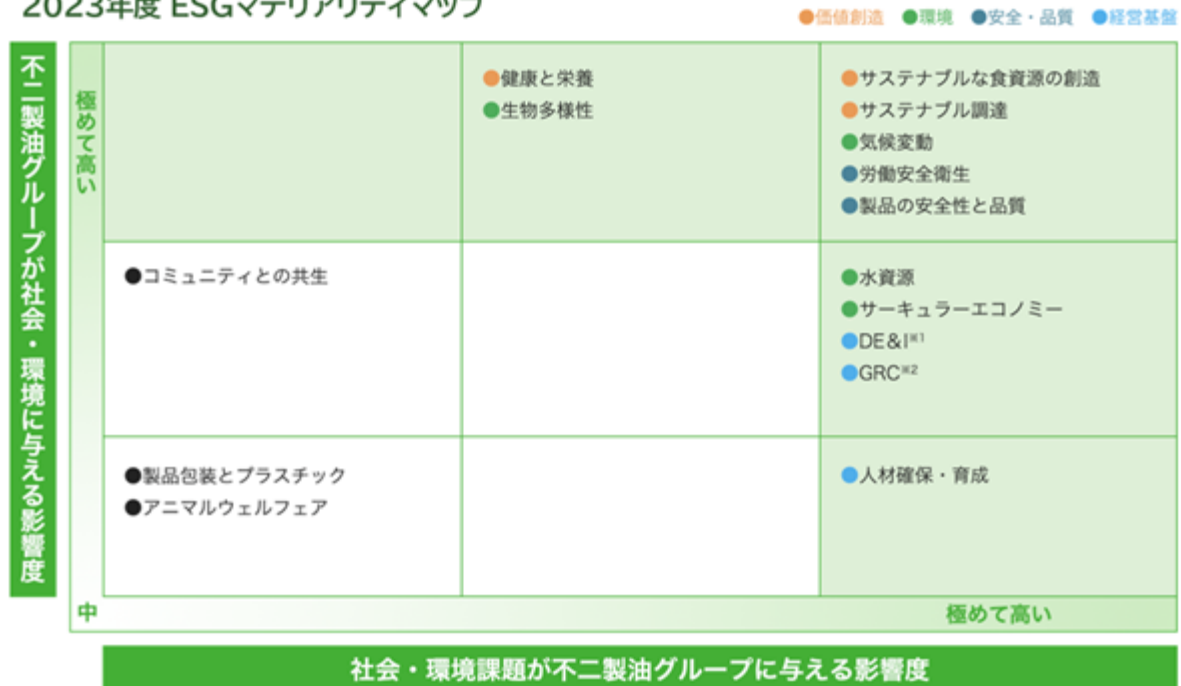 2023年度 ESGマテリアリティマップ
●価値創造 ●環境 ●安全・品質 ●経営基盤
不二製油グループが社会・環境に与える影響度
極めて高い
●健康と栄養
●生物多様性
●サステナブルな食資源の創造
●サステナブル調達
●気候変動
●労働安全衛生
●製品の安全性と品質
●コミュニティとの共生
●水資源
●サーキュラーエコノミー
●DE&I※1
●GRC※2
●製品包装とプラスチック
●アニマルウェルフェア
●人材確保・育成
中
極めて高い
社会・環境課題が不二製油グループに与える影響度